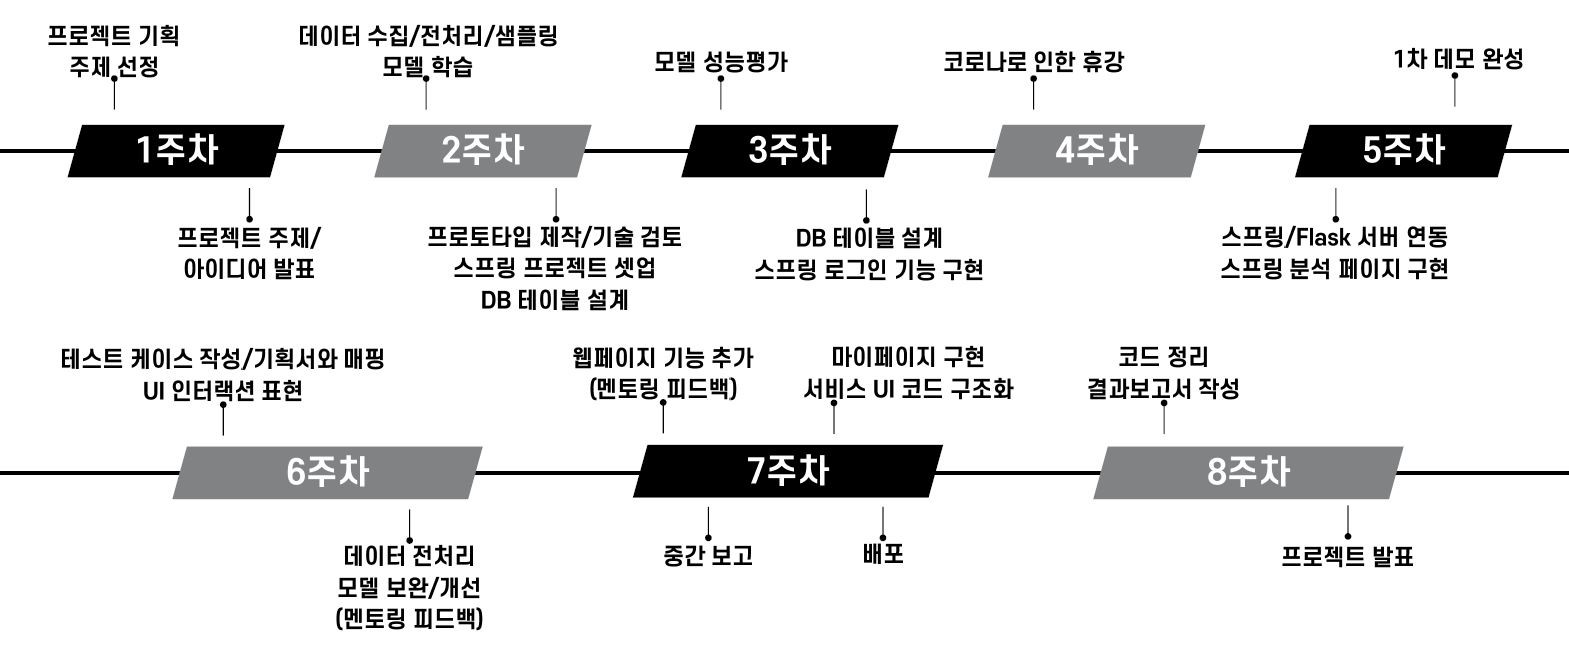 프로젝트 기획
주제 선정
데이터 수집/전처리/샘플링
모델 학습
모델 성능평가
코로나로 인한 휴강
1차 데모 완성
1주차
2주차
3주차
4주차
5주차
프로젝트 주제/
아이디어 발표
프로토타입 제작/기술 검토
스프링 프로젝트 셋업
DB 테이블 설계
DB 테이블 설계
스프링 로그인 기능 구현
스프링/Flask 서버 연동
스프링 분석 페이지 구현
테스트 케이스 작성/기획서와 매핑
UI 인터랙션 표현
웹페이지 기능 추가
(멘토링 피드백)
마이페이지 구현
서비스 UI 코드 구조화
코드 정리
결과보고서 작성
6주차
7주차
8주차
데이터 전처리
모델 보완/개선
(멘토링 피드백)
중간 보고
배포
프로젝트 발표